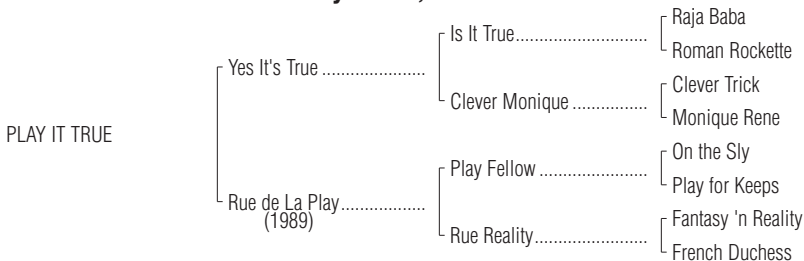 Raja Baba
Is It True............................
Roman Rockette
Yes It's True ......................
Clever Trick
Clever Monique ................
Monique Rene
PLAY IT TRUE
On the Sly
Play Fellow .......................
Play for Keeps
Rue de La Play..................
(1989)
Fantasy 'n Reality
Rue Reality........................
French Duchess